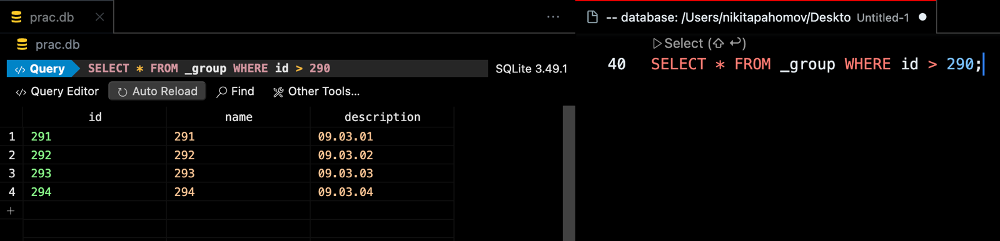 prac.db
prac.db
Query SELECT * FROM _group WHERE id > 290 SQLite 3.49.1
Query Editor Auto Reload Find Other Tools...
id name description
1 291 291 09.03.01
2 292 292 09.03.02
3 293 293 09.03.03
4 294 294 09.03.04
-- database: /Users/nikitapahomov/Deskto Untitled-1
Select (⇧ ↩)
40 SELECT * FROM _group WHERE id > 290;